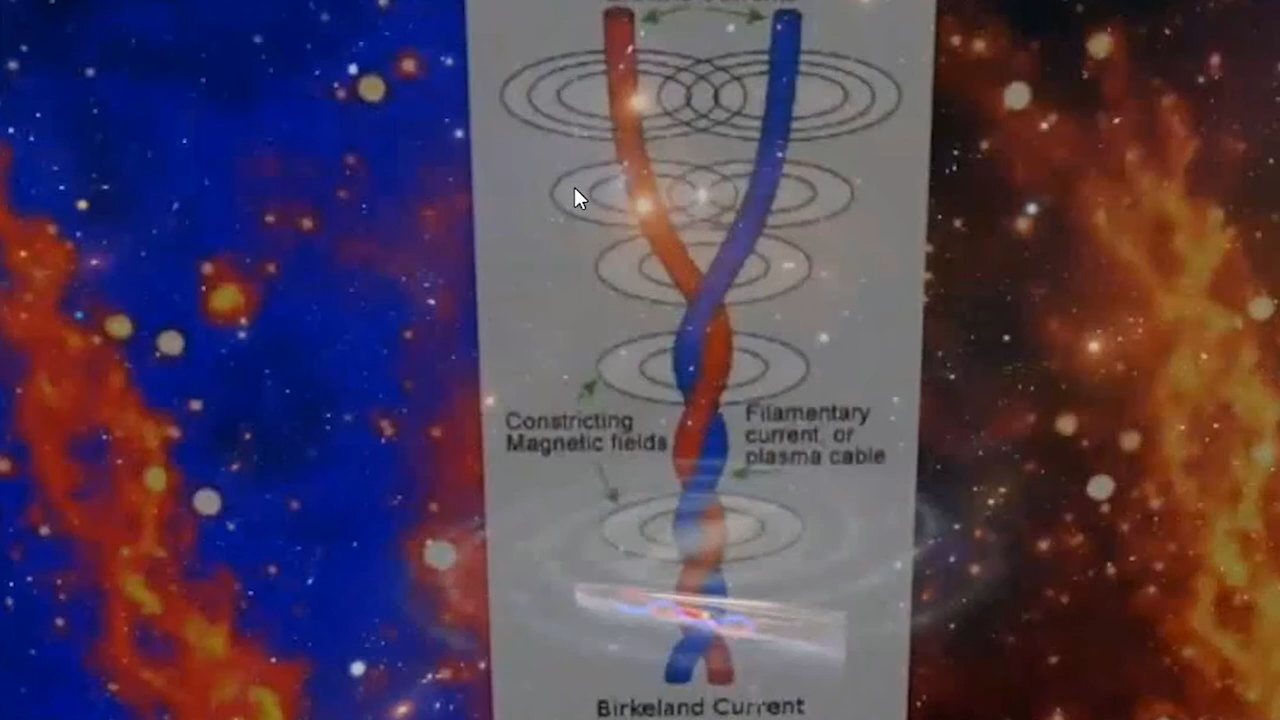 Constricting
Magnetic fields
Filamentary
current, or
plasma cable
Birkeland Current